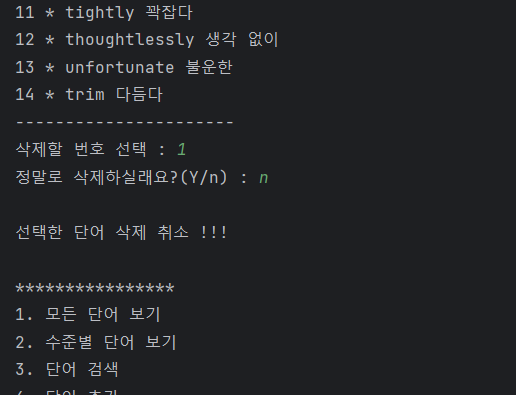 11 * tightly 꽉잡다
12 * thoughtlessly 생각 없이
13 * unfortunate 불운한
14 * trim 다듬다
----------------------
삭제할 번호 선택 : 1
정말로 삭제하실래요?(Y/n) : n
선택한 단어 삭제 취소 !!!
****************
1. 모든 단어 보기
2. 수준별 단어 보기
3. 단어 검색